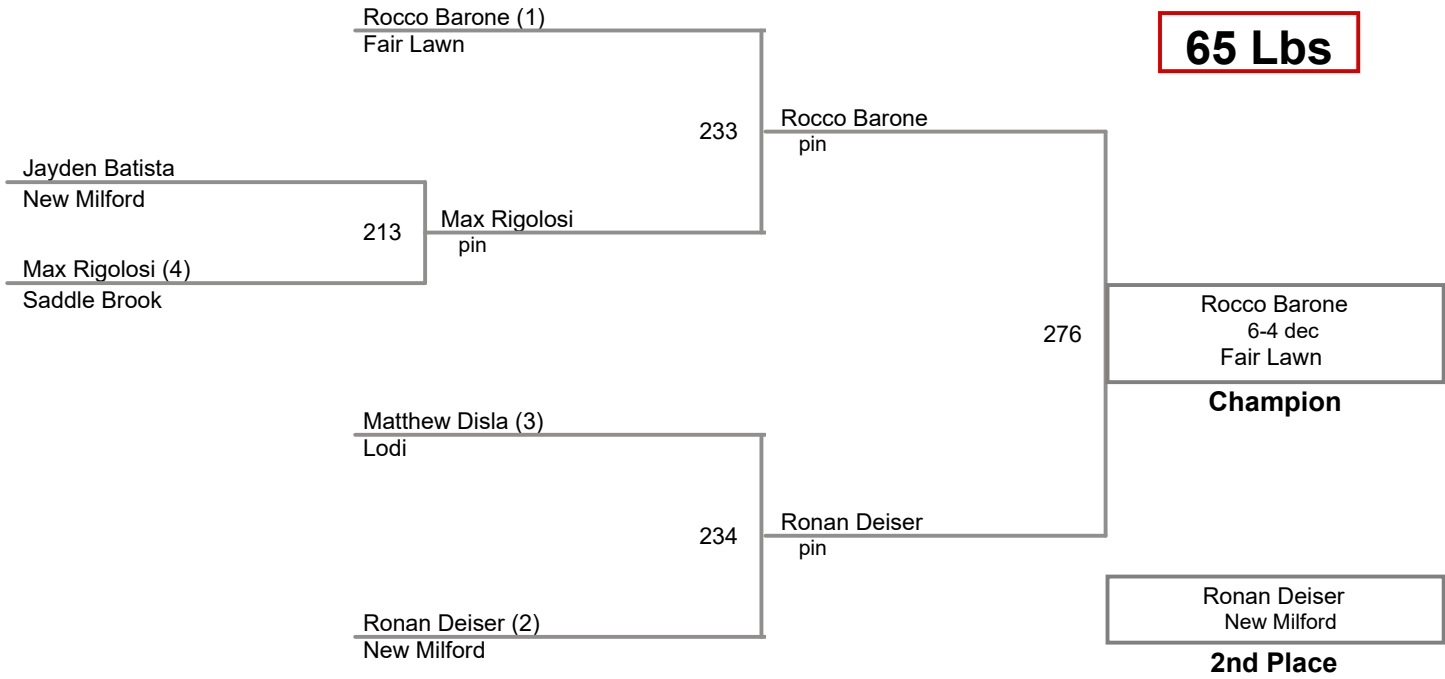 Rocco Barone (1)
Fair Lawn
65 Lbs
233
Rocco Barone
pin
Jayden Batista
New Milford
213
Max Rigolosi
pin
Max Rigolosi (4)
Saddle Brook
276
Rocco Barone
6-4 dec
Fair Lawn
Champion
Matthew Disla (3)
Lodi
234
Ronan Deiser
pin
Ronan Deiser (2)
New Milford
Ronan Deiser
New Milford
2nd Place